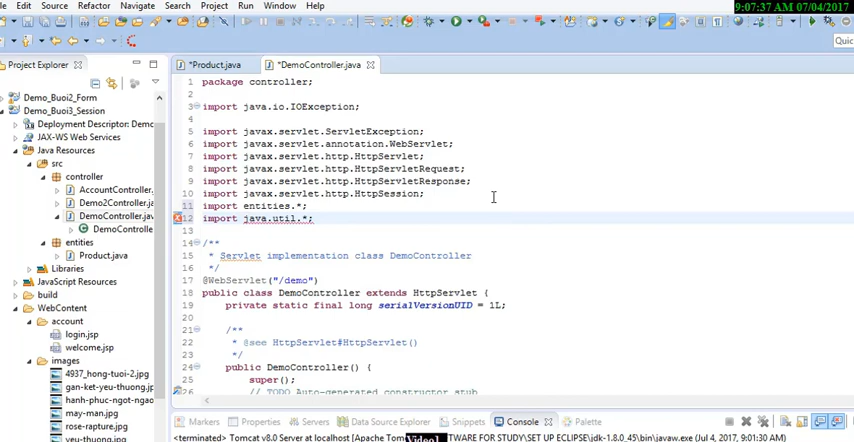 9:07:37 AM 07/04/2017
File Edit Source Refactor Navigate Search Project Run Window Help
Project Explorer
*Product.java
*DemoController.java
Demo_Buoi2_Form
Demo_Buoi3_Session
Deployment Descriptor: Demo
JAX-WS Web Services
Java Resources
src
controller
AccountController.
Demo2Controller.
DemoController.jav
DemoController
entities
Product.java
Libraries
JavaScript Resources
build
WebContent
account
login.jsp
welcome.jsp
images
4937_hong-tuoi-2.jpg
gan-ket-yeu-thuong.jp
hanh-phuc-ngot-ngao
may-man.jpg
rose-rapture.jpg
yeu-thuong.jpg
1 package controller;
2
3 import java.io.IOException;
4
5 import javax.servlet.ServletException;
6 import javax.servlet.annotation.WebServlet;
7 import javax.servlet.http.HttpServlet;
8 import javax.servlet.http.HttpServletRequest;
9 import javax.servlet.http.HttpServletResponse;
10 import javax.servlet.http.HttpSession;
11 import entities.*;
12 import java.util.*;
13
14 /**
15 * Servlet implementation class DemoController
16 */
17 @WebServlet("/demo")
18 public class DemoController extends HttpServlet {
19 private static final long serialVersionUID = 1L;
20
21 /**
22 * @see HttpServlet#HttpServlet()
23 */
24 public DemoController() {
25 super();
26 // TODO Auto-generated constructor stub
Markers Properties Servers Data Source Explorer Snippets Console Palette
<terminated> Tomcat v8.0 Server at localhost [Apache Tom
Video1
TWARE FOR STUDY\SET UP ECLIPSE\jdk-1.8.0_45\bin\javaw.exe (Jul 4, 2017, 9:01:30 AM)